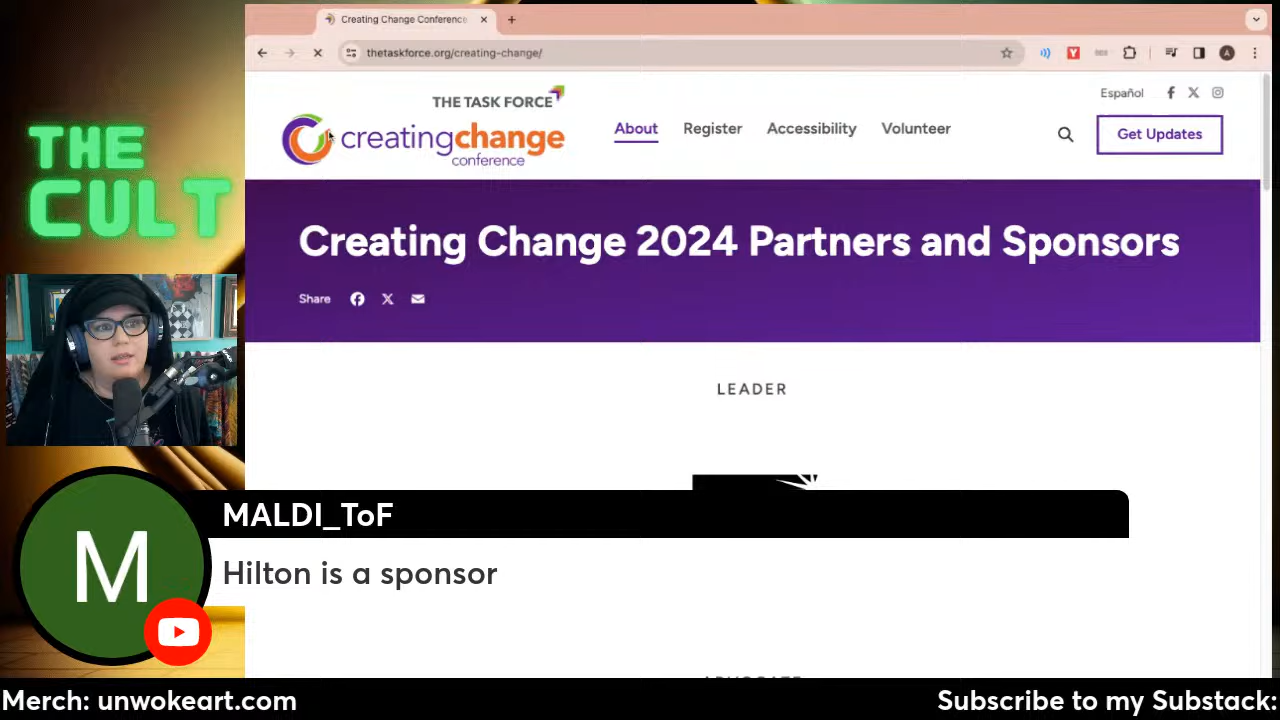 Creating Change Conference
thetaskforce.org/creating-change/
THE TASK FORCE
creatingchange
conference
About
Register
Accessibility
Volunteer
Español
Get Updates
THE
CULT
Creating Change 2024 Partners and Sponsors
Share
LEADER
M
MALDI_ToF
Hilton is a sponsor
Merch: unwokeart.com
Subscribe to my Substack: